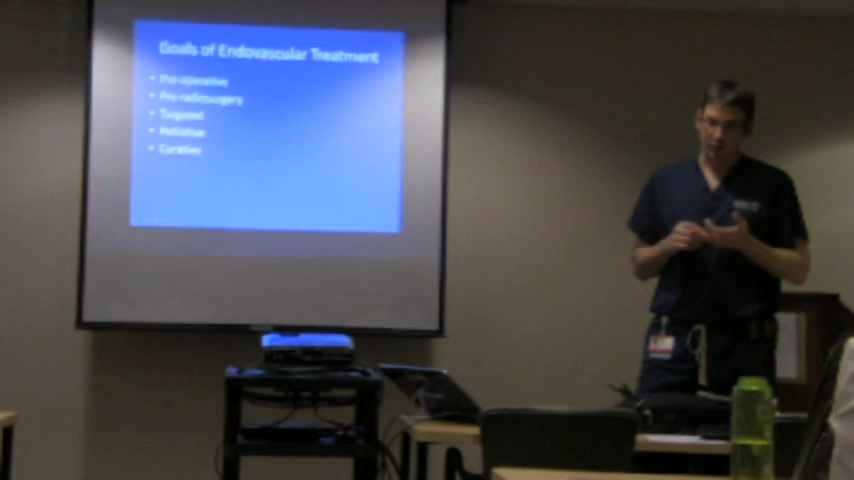 Goals of Endovascular Treatment
• Pre-operative
• Pre-radiosurgery
• Targeted
• Palliative
• Curative